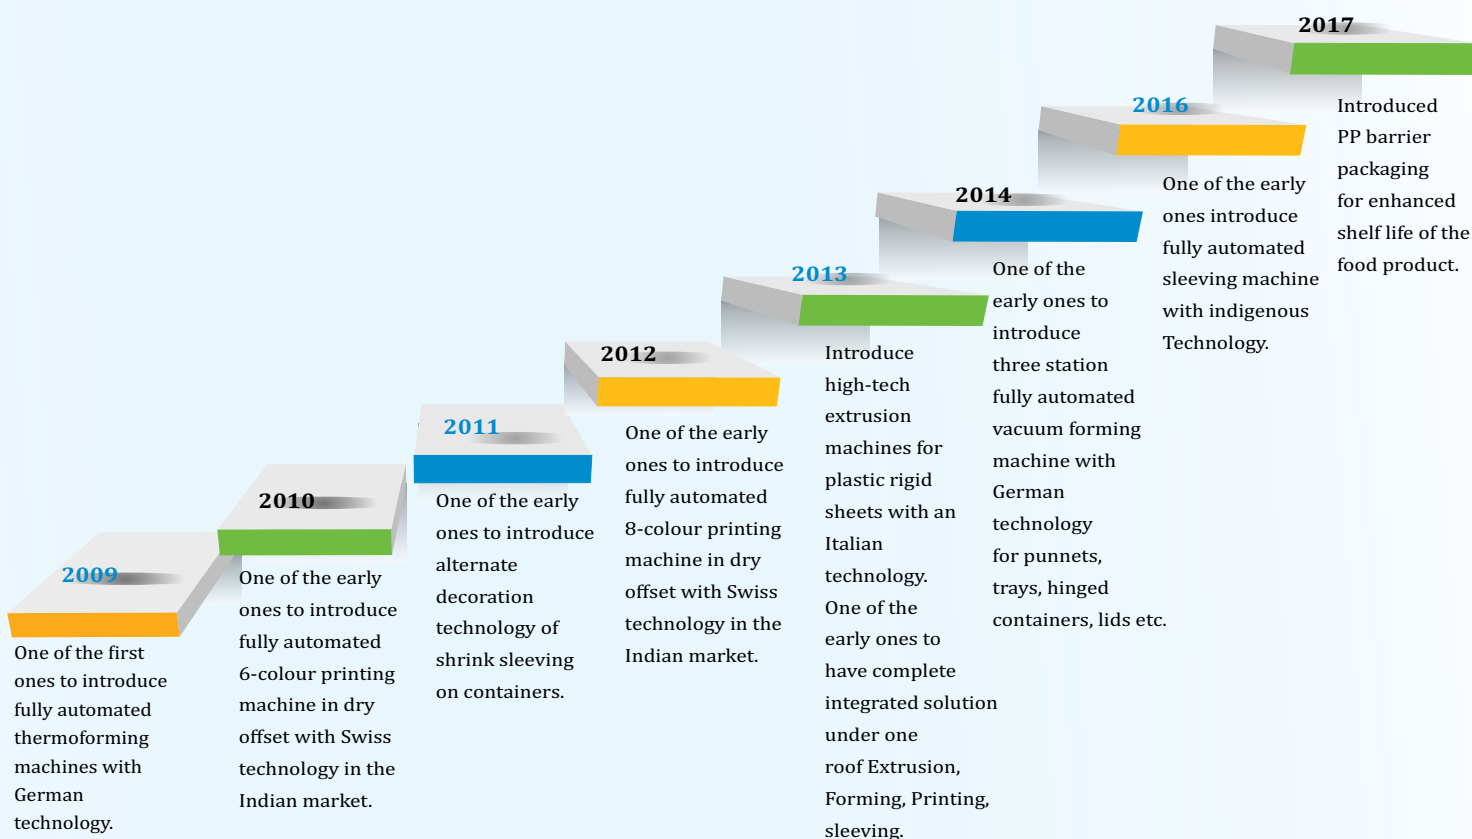 2009
One of the first
ones to introduce
fully automated
thermoforming
machines with
German
technology.
2010
One of the early
ones to introduce
fully automated
6-colour printing
machine in dry
offset with Swiss
technology in the
Indian market.
2011
One of the early
ones to introduce
alternate
decoration
technology of
shrink sleeving
on containers.
2012
One of the early
ones to introduce
fully automated
8-colour printing
machine in dry
offset with Swiss
technology in the
Indian market.
2013
Introduce
high-tech
extrusion
machines for
plastic rigid
sheets with an
Italian
technology.
One of the
early ones to
have complete
integrated solution
under one
roof Extrusion,
Forming, Printing,
sleeving.
2014
One of the
early ones to
introduce
three station
fully automated
vacuum forming
machine with
German
technology
for punnets,
trays, hinged
containers, lids etc.
2016
One of the early
ones introduce
fully automated
sleeving machine
with indigenous
Technology.
2017
Introduced
PP barrier
packaging
for enhanced
shelf life of the
food product.